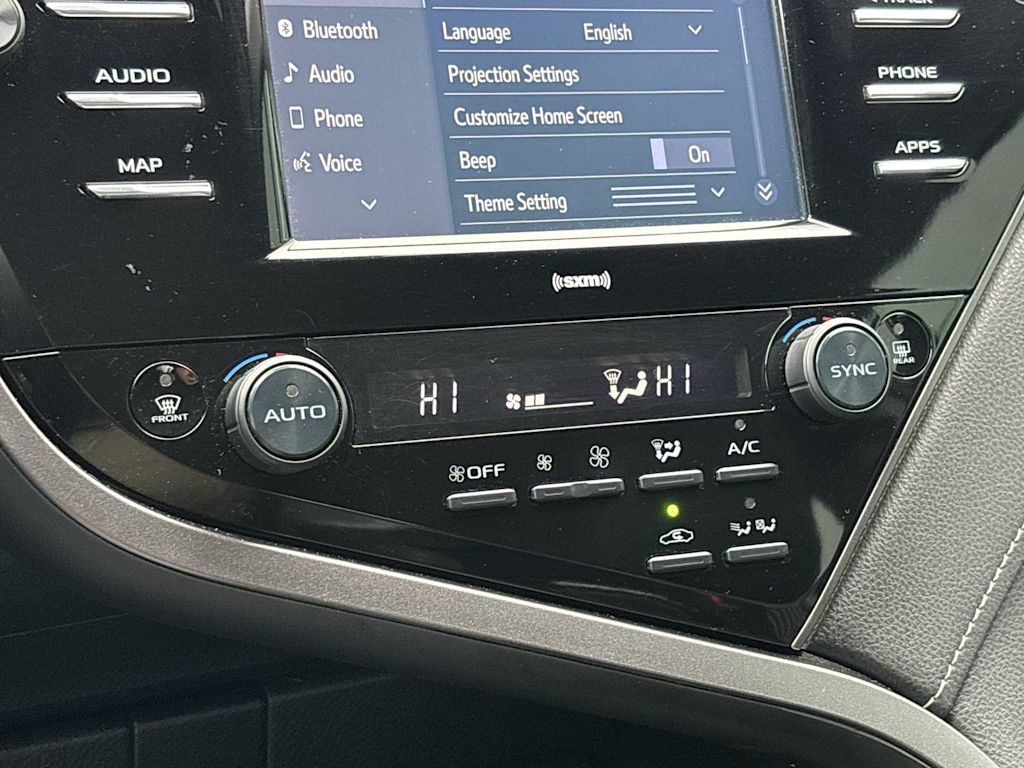 Bluetooth
Language English
TRACK
AUDIO
Audio
Projection Settings
PHONE
Phone
Customize Home Screen
MAP
Voice
Beep On
APPS
Theme Setting
sxm
FRONT
AUTO
HI
HI
SYNC
REAR
OFF
A/C